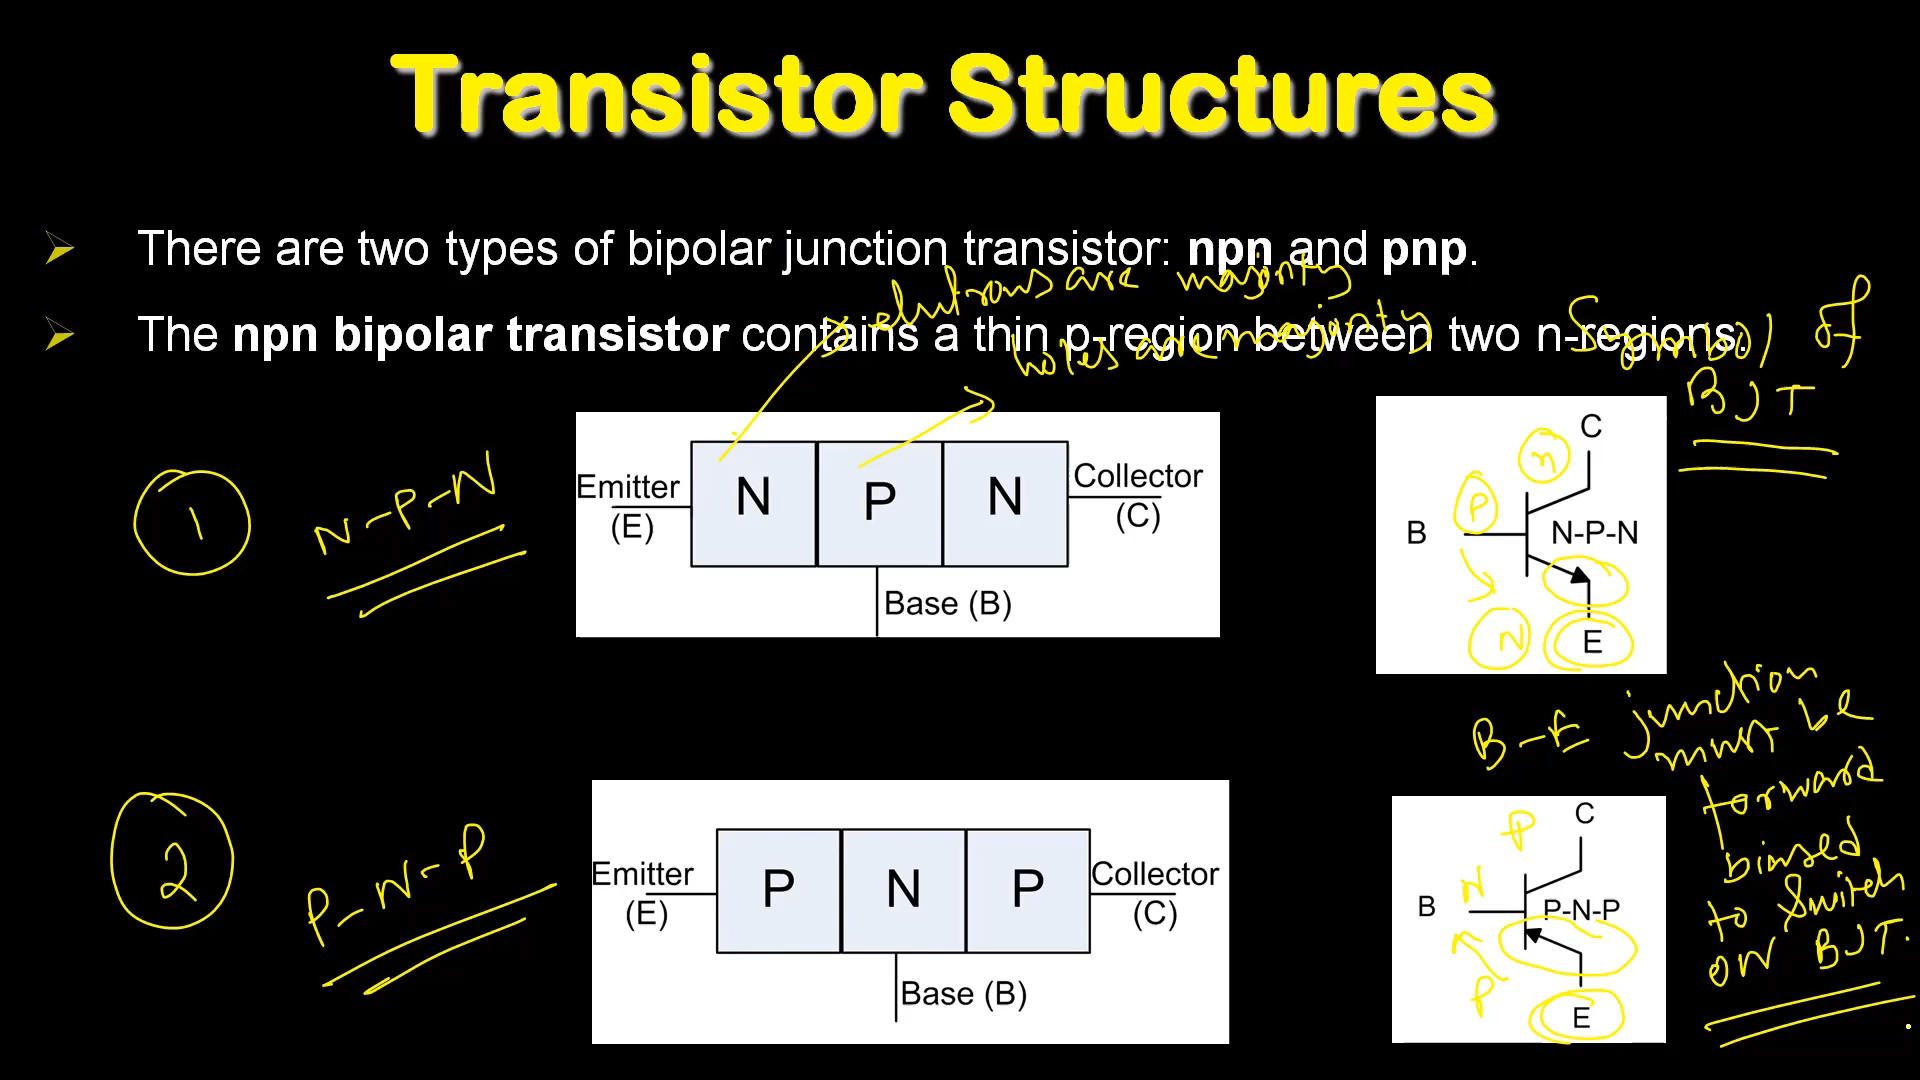 Transistor Structures
There are two types of bipolar junction transistor: npn and pnp.
electrons are majority
The npn bipolar transistor contains a thin p-region between two n-regions.
holes are majority
Symbol of
BJT
1
N-P-N
Emitter
(E)
N
P
N
Collector
(C)
Base (B)
C
n
P
B
N-P-N
N
E
B-E junction
must be
forward
biased
to switch
ON BJT.
2
P-N-P
Emitter
(E)
P
N
P
Collector
(C)
Base (B)
C
P
N
B
P-N-P
P
E